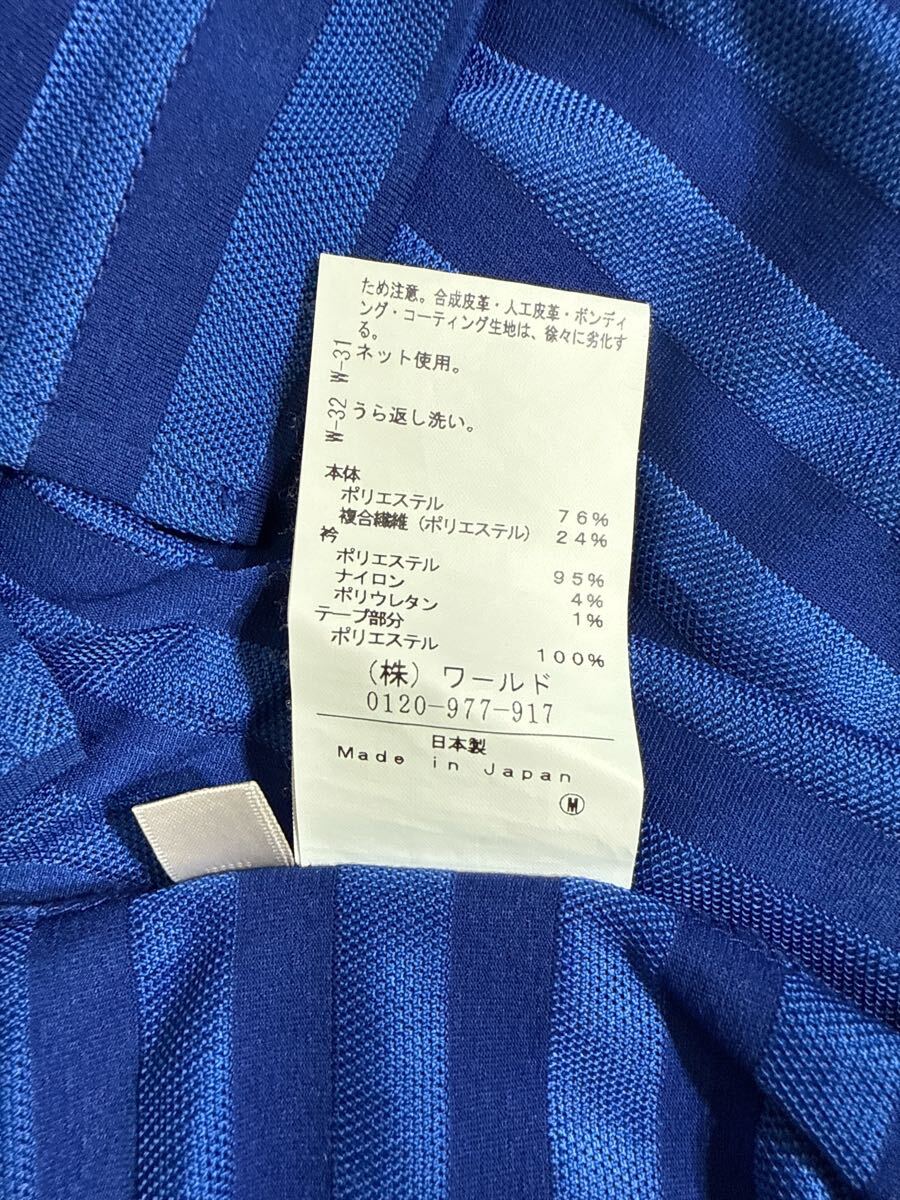 ため注意。合成皮革・人工皮革・ボンディ
ング・コーティング生地は、徐々に劣化す
る。
W-31 ネット使用。
W-32 うら返し洗い。
本体
ポリエステル 76%
複合繊維(ポリエステル) 24%
衿
ポリエステル 95%
ナイロン 4%
ポリウレタン 1%
テープ部分
ポリエステル 100%
(株)ワールド
0120-977-917
日本製
Made in Japan
Ⓜ